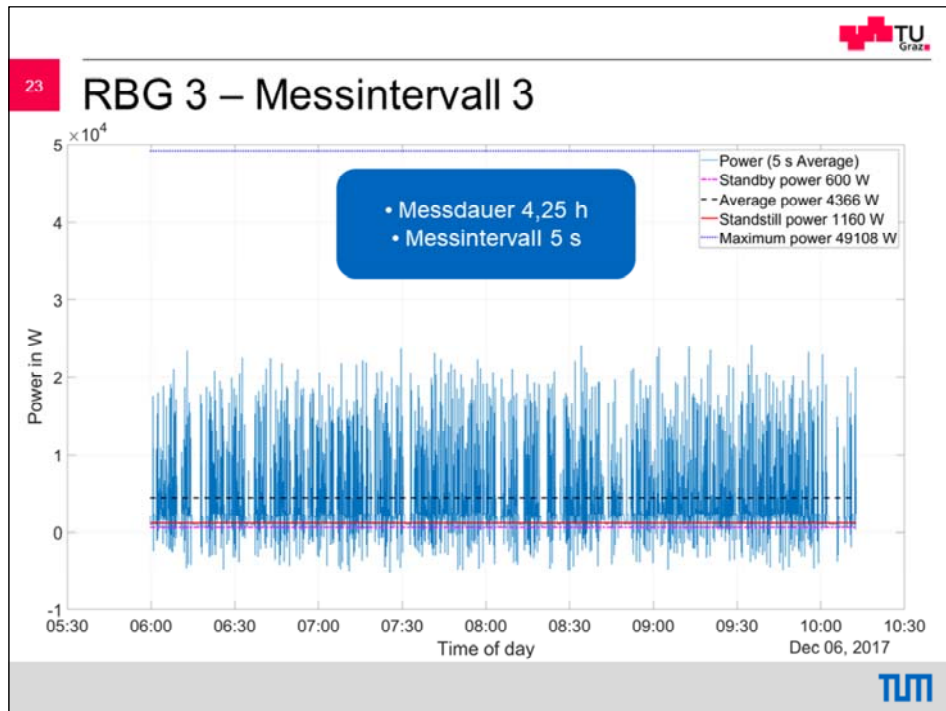 TU
Graz
23
RBG 3 – Messintervall 3
×10⁴
5
4
3
2
1
0
-1
Power in W
• Messdauer 4,25 h
• Messintervall 5 s
Power (5 s Average)
Standby power 600 W
Average power 4366 W
Standstill power 1160 W
Maximum power 49108 W
05:30 06:00 06:30 07:00 07:30 08:00 08:30 09:00 09:30 10:00 10:30
Time of day
Dec 06, 2017
TUM